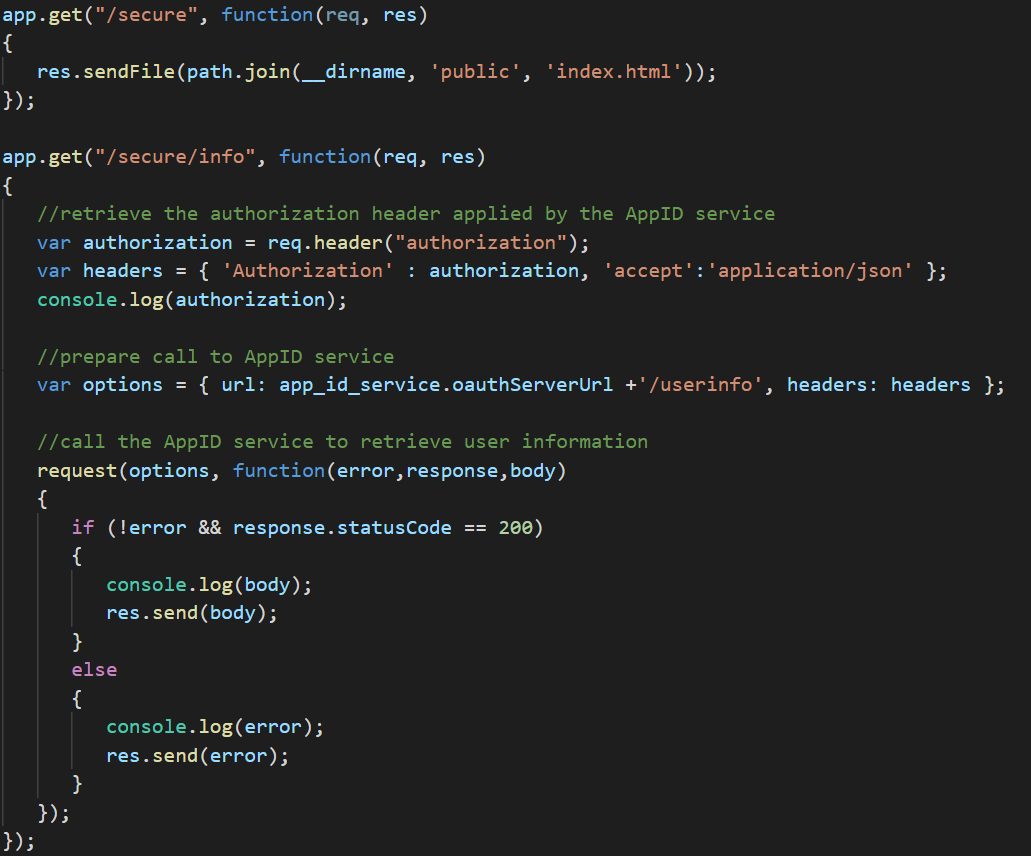 app.get("/secure", function(req, res)
{
   res.sendFile(path.join(__dirname, 'public', 'index.html'));
});

app.get("/secure/info", function(req, res)
{
   //retrieve the authorization header applied by the AppID service
   var authorization = req.header("authorization");
   var headers = { 'Authorization' : authorization, 'accept':'application/json' };
   console.log(authorization);

   //prepare call to AppID service
   var options = { url: app_id_service.oauthServerUrl +'/userinfo', headers: headers };

   //call the AppID service to retrieve user information
   request(options, function(error,response,body)
   {
      if (!error && response.statusCode == 200)
      {
         console.log(body);
         res.send(body);
      }
      else
      {
         console.log(error);
         res.send(error);
      }
   });
});